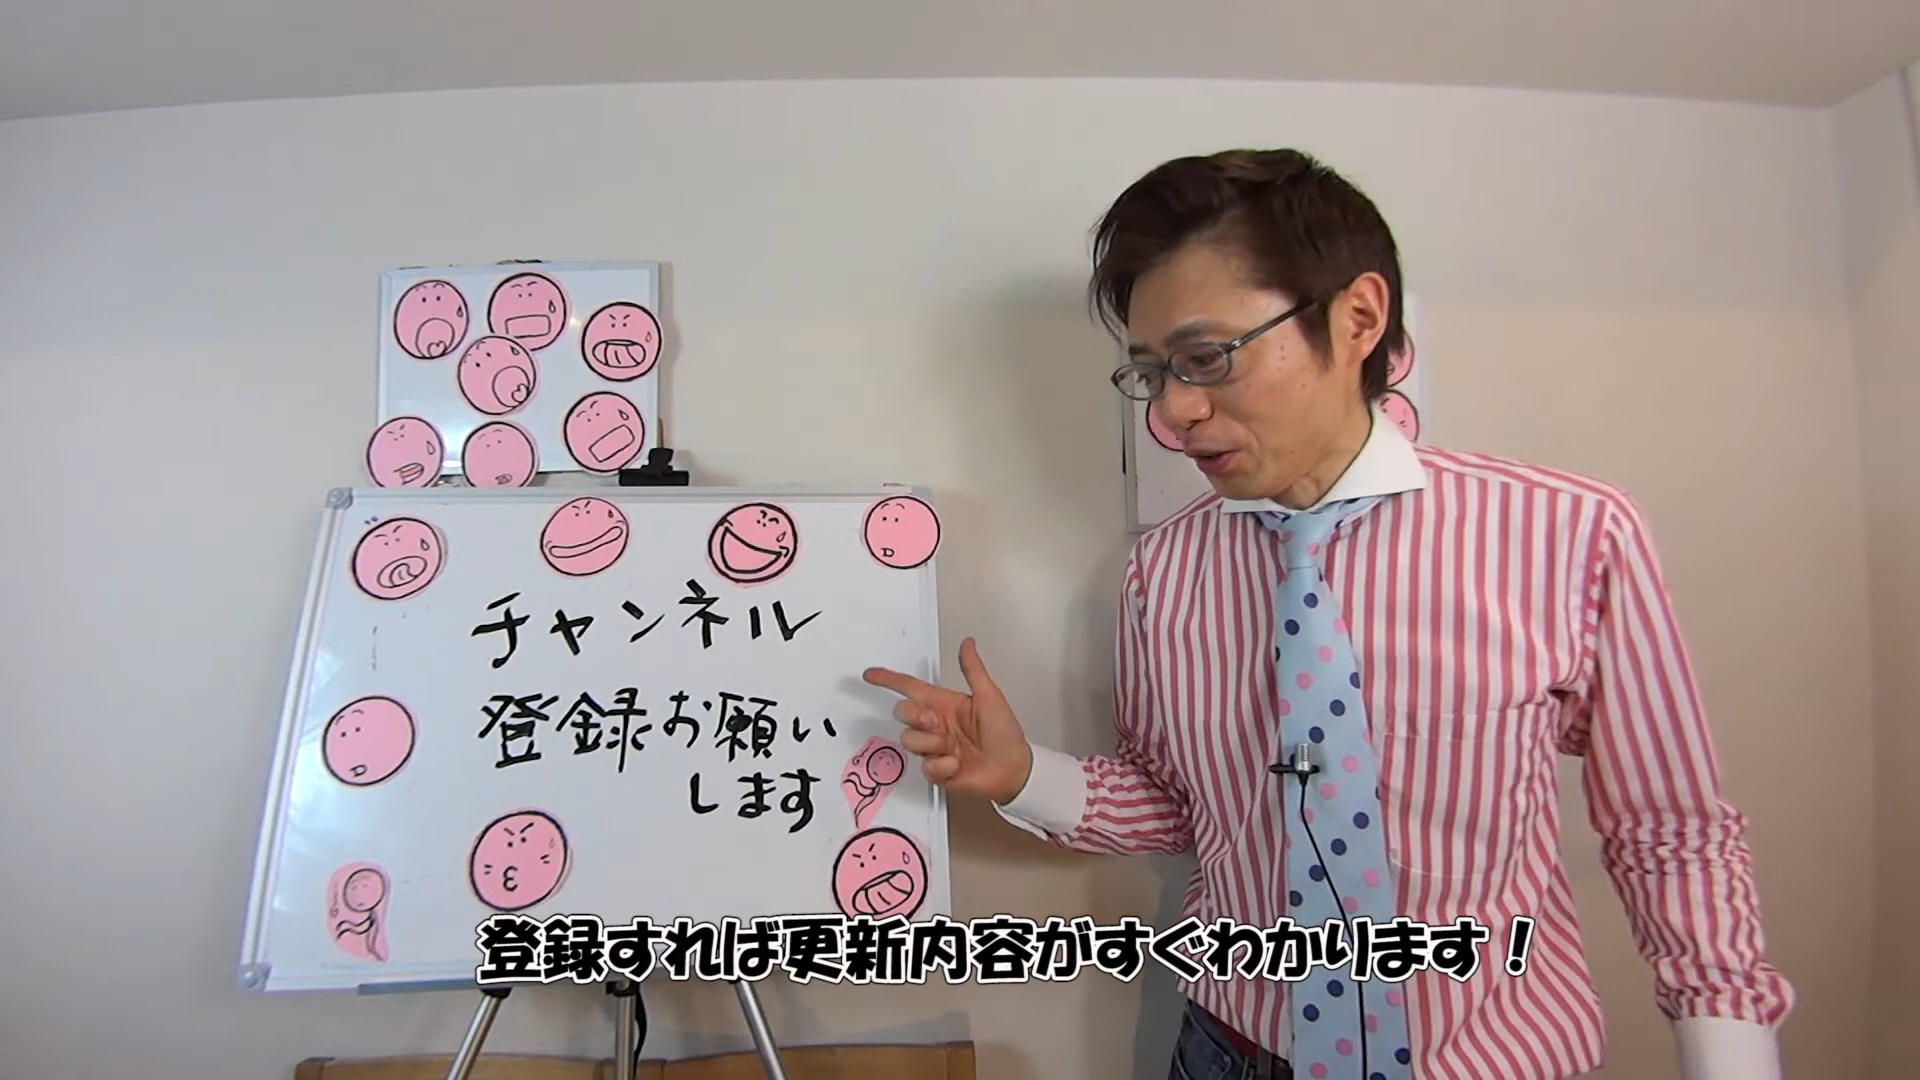 チャンネル
登録お願い
します
登録すれば更新内容がすぐわかります！